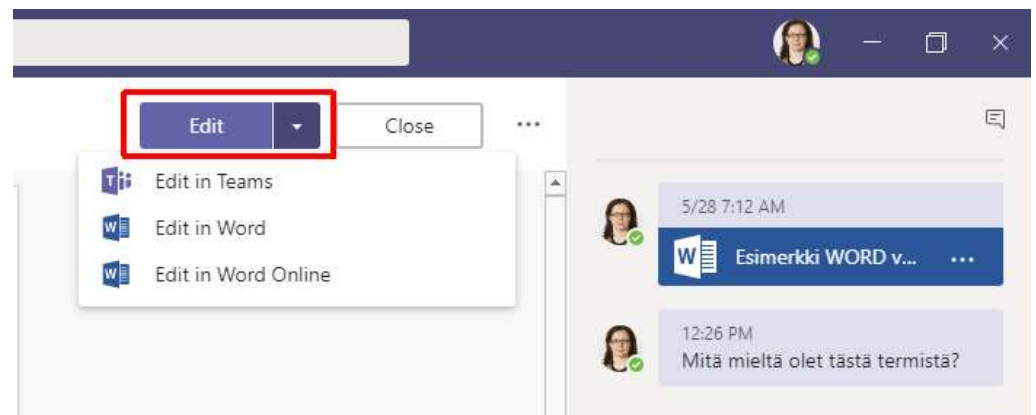 Edit
Close
...
Edit in Teams
Edit in Word
Edit in Word Online
5/28 7:12 AM
Esimerkki WORD v... ...
12:26 PM
Mitä mieltä olet tästä termistä?